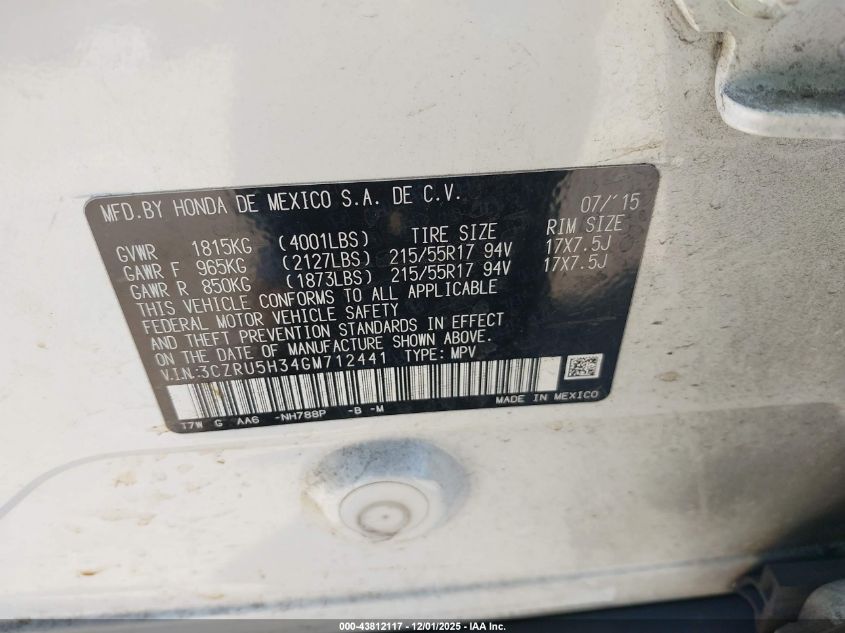 MFD.BY HONDA DE MEXICO S.A. DE C.V. 07/'15
GVWR 1815KG (4001LBS) TIRE SIZE RIM SIZE
GAWR F 965KG (2127LBS) 215/55R17 94V 17X7.5J
GAWR R 850KG (1873LBS) 215/55R17 94V 17X7.5J
THIS VEHICLE CONFORMS TO ALL APPLICABLE
FEDERAL MOTOR VEHICLE SAFETY
AND THEFT PREVENTION STANDARDS IN EFFECT
ON THE DATE OF MANUFACTURE SHOWN ABOVE.
V.I.N:3CZRU5H34GM712441 TYPE: MPV
T7W G AA6 -NH788P -B -M MADE IN MEXICO
000-43812117 - 12/01/2025 - IAA Inc.